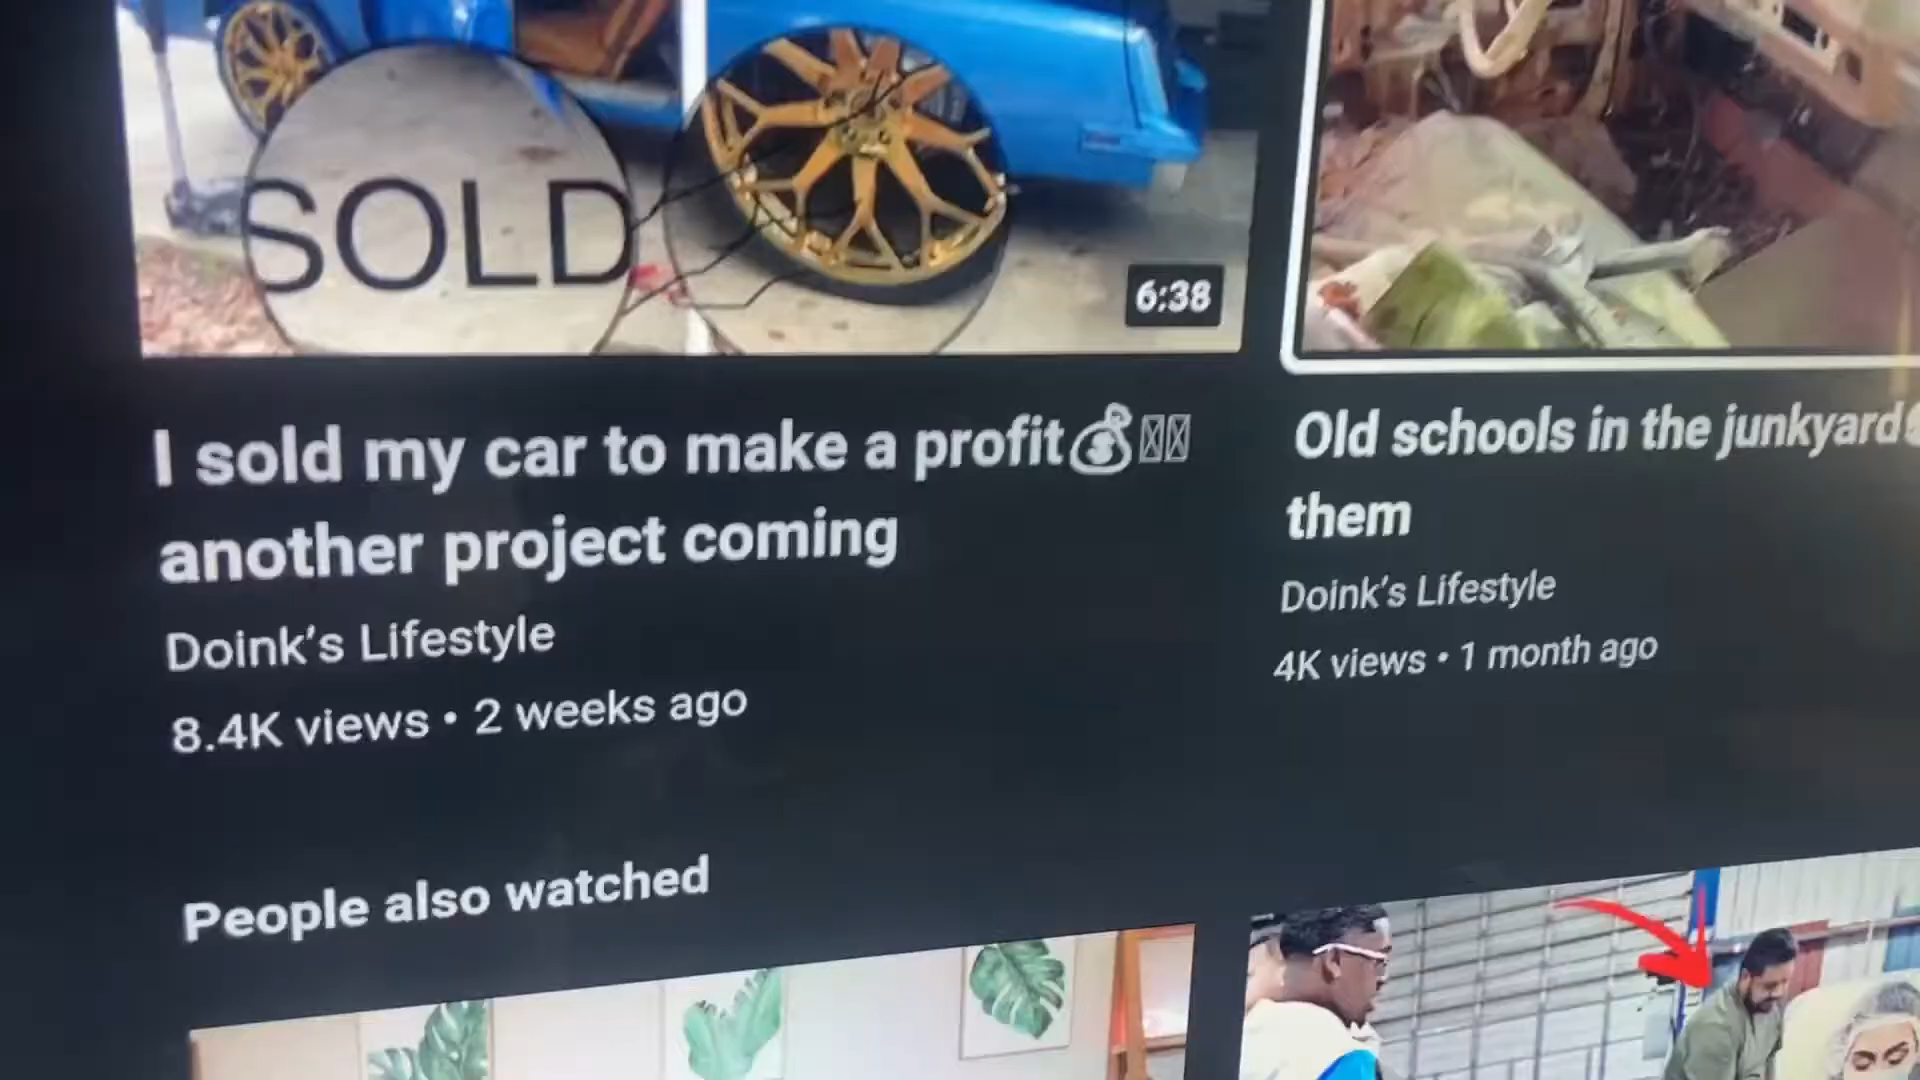 SOLD
6:38
I sold my car to make a profit💰
another project coming
Doink's Lifestyle
8.4K views • 2 weeks ago
Old schools in the junkyard
them
Doink's Lifestyle
4K views • 1 month ago
People also watched